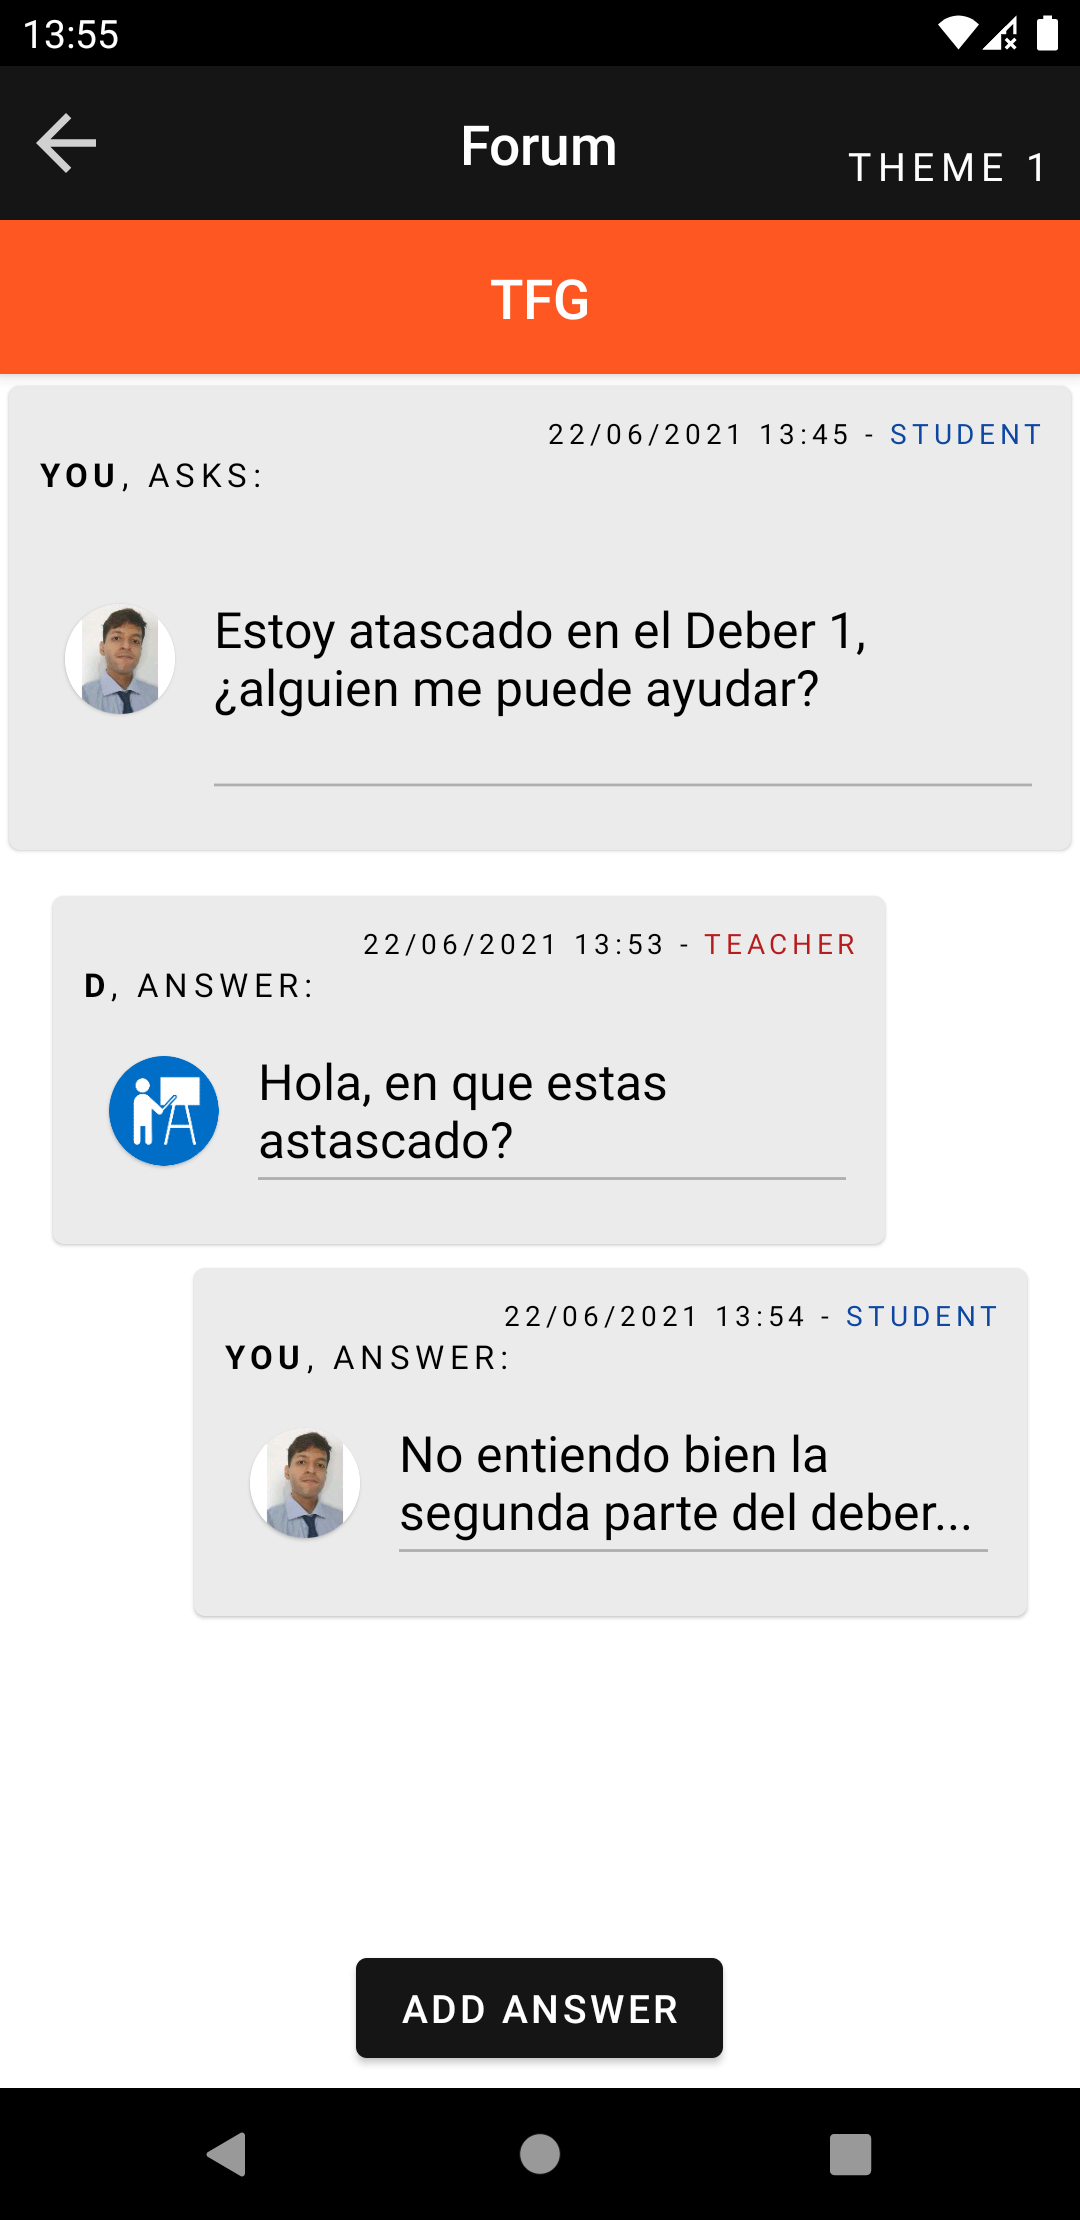 13:55
Forum
THEME 1
TFG
22/06/2021 13:45 - STUDENT
YOU, ASKS:
Estoy atascado en el Deber 1,
¿alguien me puede ayudar?
22/06/2021 13:53 - TEACHER
D, ANSWER:
Hola, en que estas
astascado?
22/06/2021 13:54 - STUDENT
YOU, ANSWER:
No entiendo bien la
segunda parte del deber...
ADD ANSWER